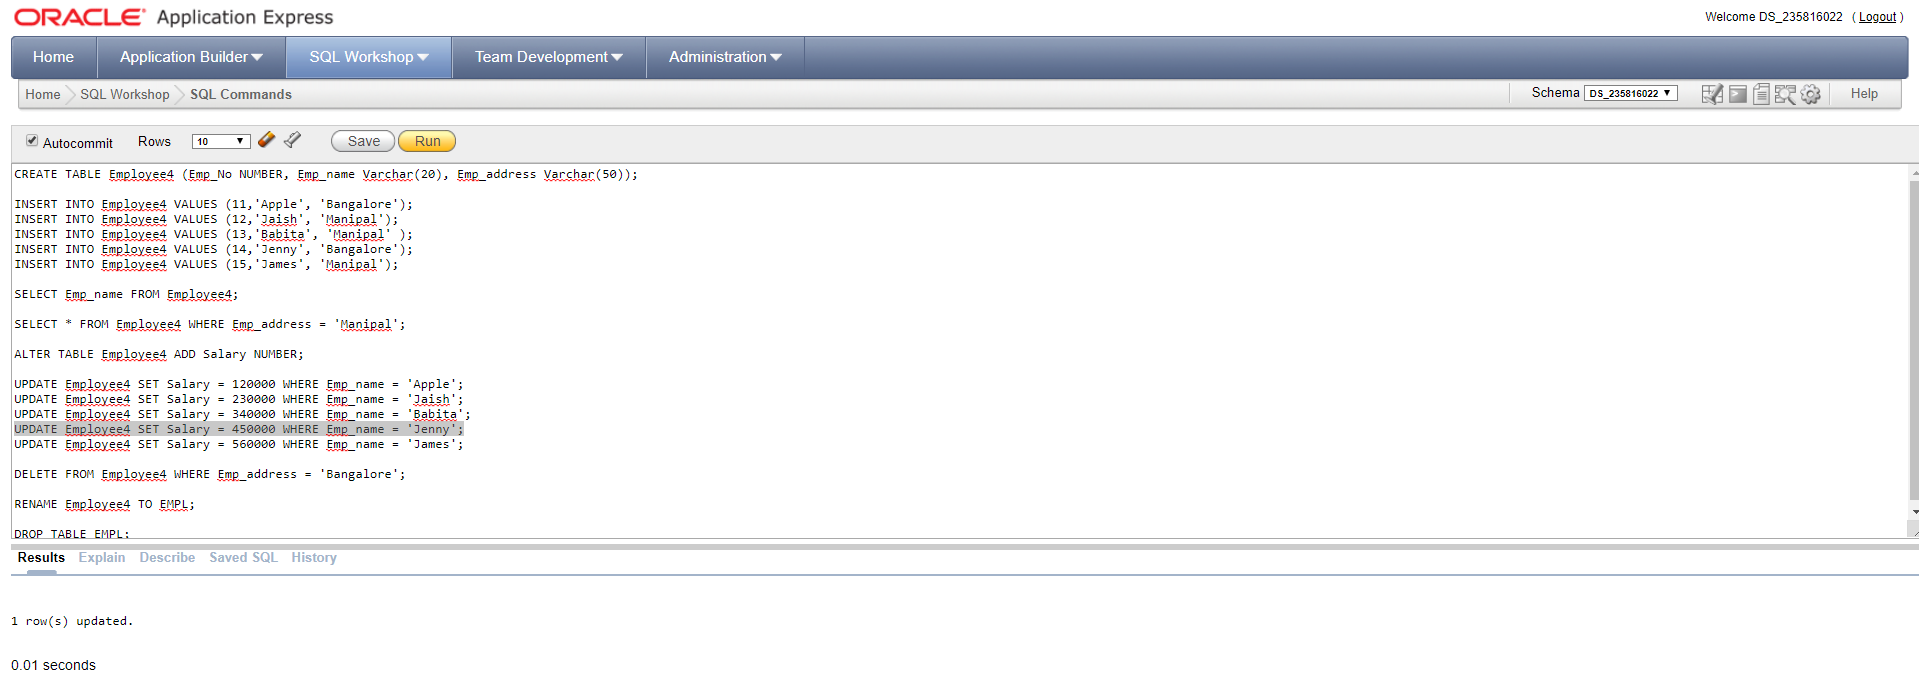 ORACLE Application Express
Welcome DS_235816022 ( Logout )
Home Application Builder SQL Workshop Team Development Administration
Home SQL Workshop SQL Commands
Schema DS_235816022 Help
Autocommit Rows 10 Save Run
CREATE TABLE Employee4 (Emp_No NUMBER, Emp_name Varchar(20), Emp_address Varchar(50));
INSERT INTO Employee4 VALUES (11,'Apple', 'Bangalore');
INSERT INTO Employee4 VALUES (12,'Jaish', 'Manipal');
INSERT INTO Employee4 VALUES (13,'Babita', 'Manipal' );
INSERT INTO Employee4 VALUES (14,'Jenny', 'Bangalore');
INSERT INTO Employee4 VALUES (15,'James', 'Manipal');
SELECT Emp_name FROM Employee4;
SELECT * FROM Employee4 WHERE Emp_address = 'Manipal';
ALTER TABLE Employee4 ADD Salary NUMBER;
UPDATE Employee4 SET Salary = 120000 WHERE Emp_name = 'Apple';
UPDATE Employee4 SET Salary = 230000 WHERE Emp_name = 'Jaish';
UPDATE Employee4 SET Salary = 340000 WHERE Emp_name = 'Babita';
UPDATE Employee4 SET Salary = 450000 WHERE Emp_name = 'Jenny';
UPDATE Employee4 SET Salary = 560000 WHERE Emp_name = 'James';
DELETE FROM Employee4 WHERE Emp_address = 'Bangalore';
RENAME Employee4 TO EMPL;
DROP TABLE EMPL;
Results Explain Describe Saved SQL History
1 row(s) updated.
0.01 seconds